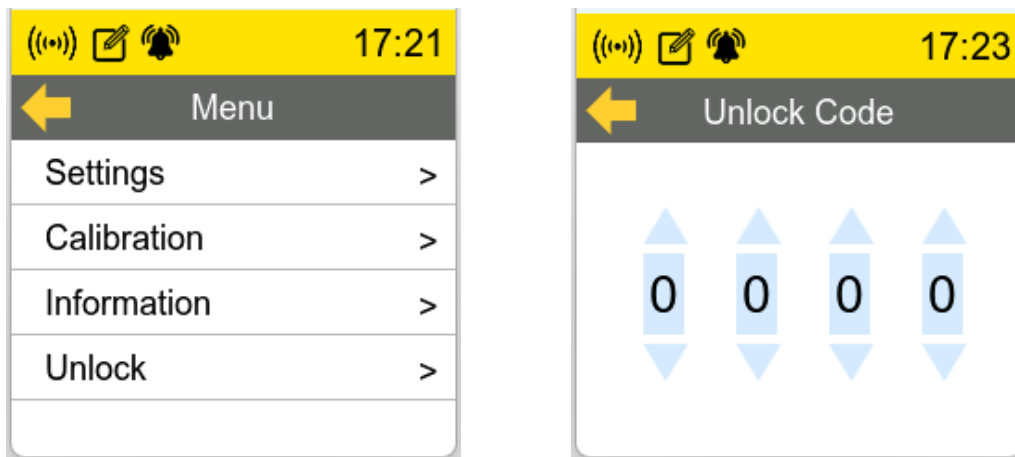 17:21
Menu
Settings >
Calibration >
Information >
Unlock >
17:23
Unlock Code
0 0 0 0